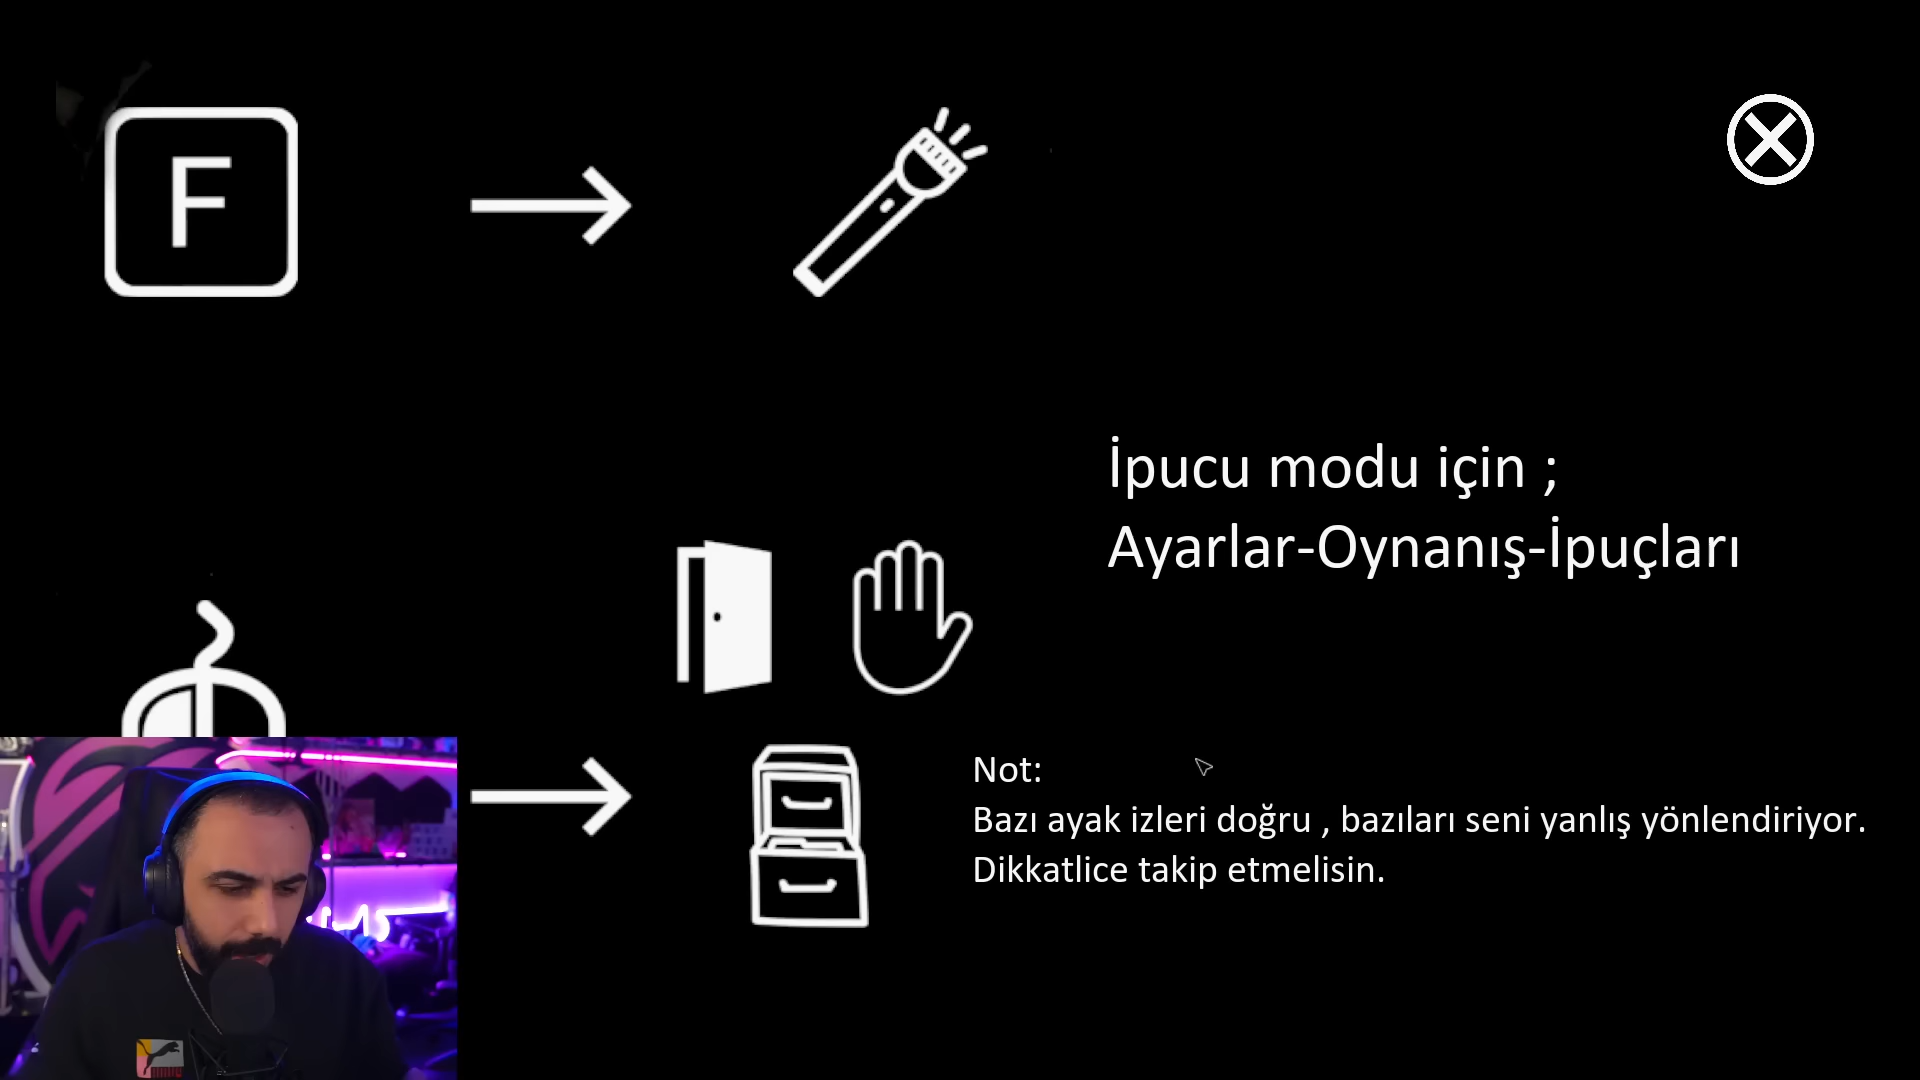 F
İpucu modu için ;
Ayarlar-Oynanış-İpuçları
Not:
Bazı ayak izleri doğru , bazıları seni yanlış yönlendiriyor.
Dikkatlice takip etmelisin.